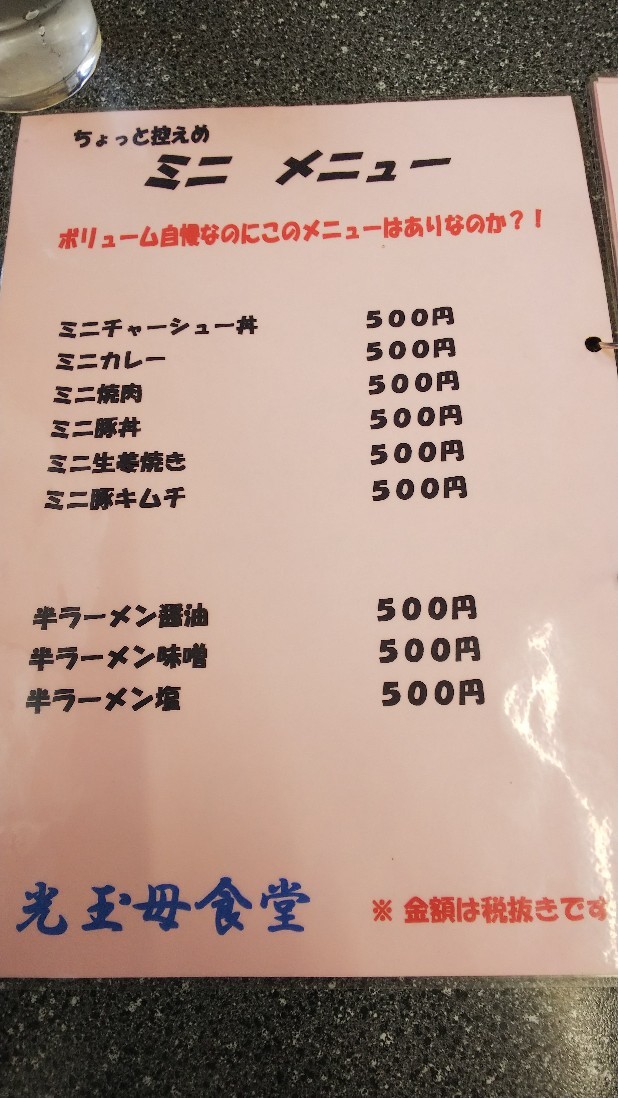 ちょっと控えめ
ミニ　メニュー
ボリューム自慢なのにこのメニューはありなのか？！
ミニチャーシュー丼　５００円
ミニカレー　５００円
ミニ焼肉　５００円
ミニ豚丼　５００円
ミニ生姜焼き　５００円
ミニ豚キムチ　５００円
半ラーメン醤油　５００円
半ラーメン味噌　５００円
半ラーメン塩　５００円
光玉母食堂
※ 金額は税抜きです